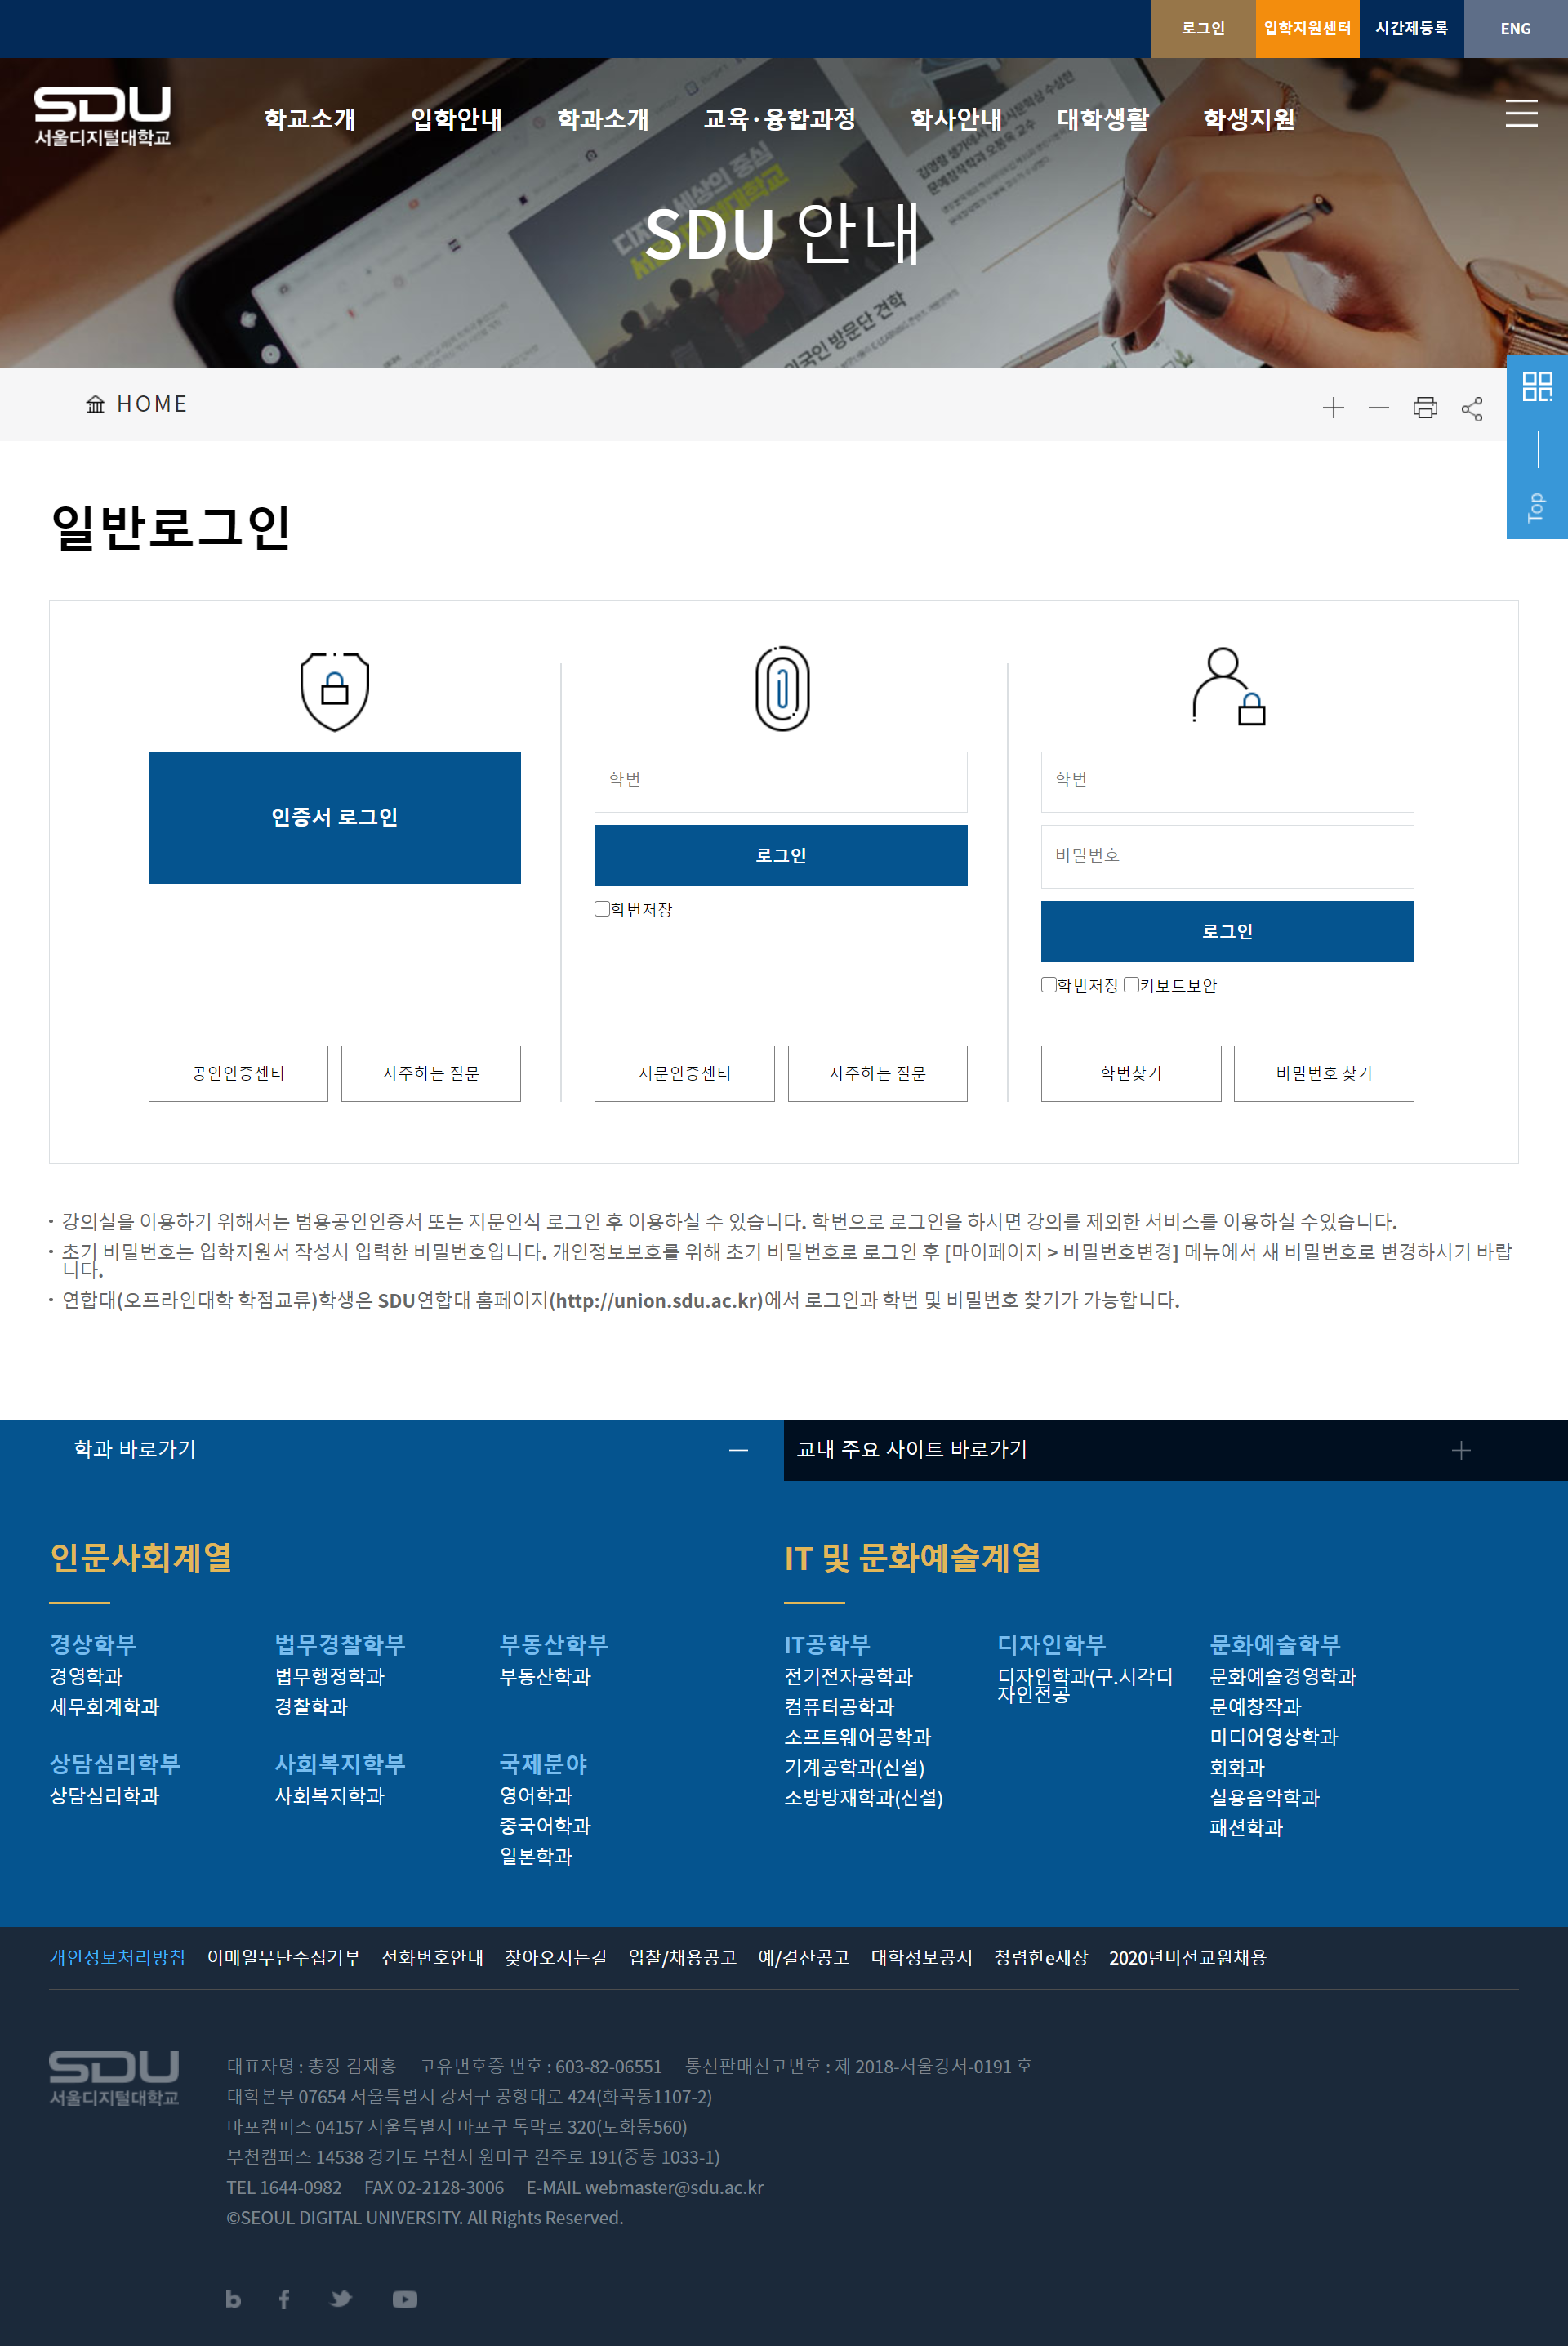 로그인
입학지원센터
시간제등록
ENG
SDU
서울디지털대학교
학교소개
입학안내
학과소개
교육·융합과정
학사안내
대학생활
학생지원
SDU 안내
HOME
Top
일반로그인
인증서 로그인
공인인증센터
자주하는 질문
학번
로그인
학번저장
지문인증센터
자주하는 질문
학번
비밀번호
로그인
학번저장 키보드보안
학번찾기
비밀번호 찾기
· 강의실을 이용하기 위해서는 범용공인인증서 또는 지문인식 로그인 후 이용하실 수 있습니다. 학번으로 로그인을 하시면 강의를 제외한 서비스를 이용하실 수있습니다.
· 초기 비밀번호는 입학지원서 작성시 입력한 비밀번호입니다. 개인정보보호를 위해 초기 비밀번호로 로그인 후 [마이페이지 > 비밀번호변경] 메뉴에서 새 비밀번호로 변경하시기 바랍
니다.
· 연합대(오프라인대학 학점교류)학생은 SDU연합대 홈페이지(http://union.sdu.ac.kr)에서 로그인과 학번 및 비밀번호 찾기가 가능합니다.
학과 바로가기
교내 주요 사이트 바로가기
인문사회계열
경상학부
경영학과
세무회계학과
법무경찰학부
법무행정학과
경찰학과
부동산학부
부동산학과
상담심리학부
상담심리학과
사회복지학부
사회복지학과
국제분야
영어학과
중국어학과
일본학과
IT 및 문화예술계열
IT공학부
전기전자공학과
컴퓨터공학과
소프트웨어공학과
기계공학과(신설)
소방방재학과(신설)
디자인학부
디자인학과(구.시각디
자인전공
문화예술학부
문화예술경영학과
문예창작과
미디어영상학과
회화과
실용음악학과
패션학과
개인정보처리방침 이메일무단수집거부 전화번호안내 찾아오시는길 입찰/채용공고 예/결산공고 대학정보공시 청렴한e세상 2020년비전교원채용
SDU
서울디지털대학교
대표자명 : 총장 김재홍 고유번호증 번호 : 603-82-06551 통신판매신고번호 : 제 2018-서울강서-0191 호
대학본부 07654 서울특별시 강서구 공항대로 424(화곡동1107-2)
마포캠퍼스 04157 서울특별시 마포구 독막로 320(도화동560)
부천캠퍼스 14538 경기도 부천시 원미구 길주로 191(중동 1033-1)
TEL 1644-0982 FAX 02-2128-3006 E-MAIL webmaster@sdu.ac.kr
©SEOUL DIGITAL UNIVERSITY. All Rights Reserved.